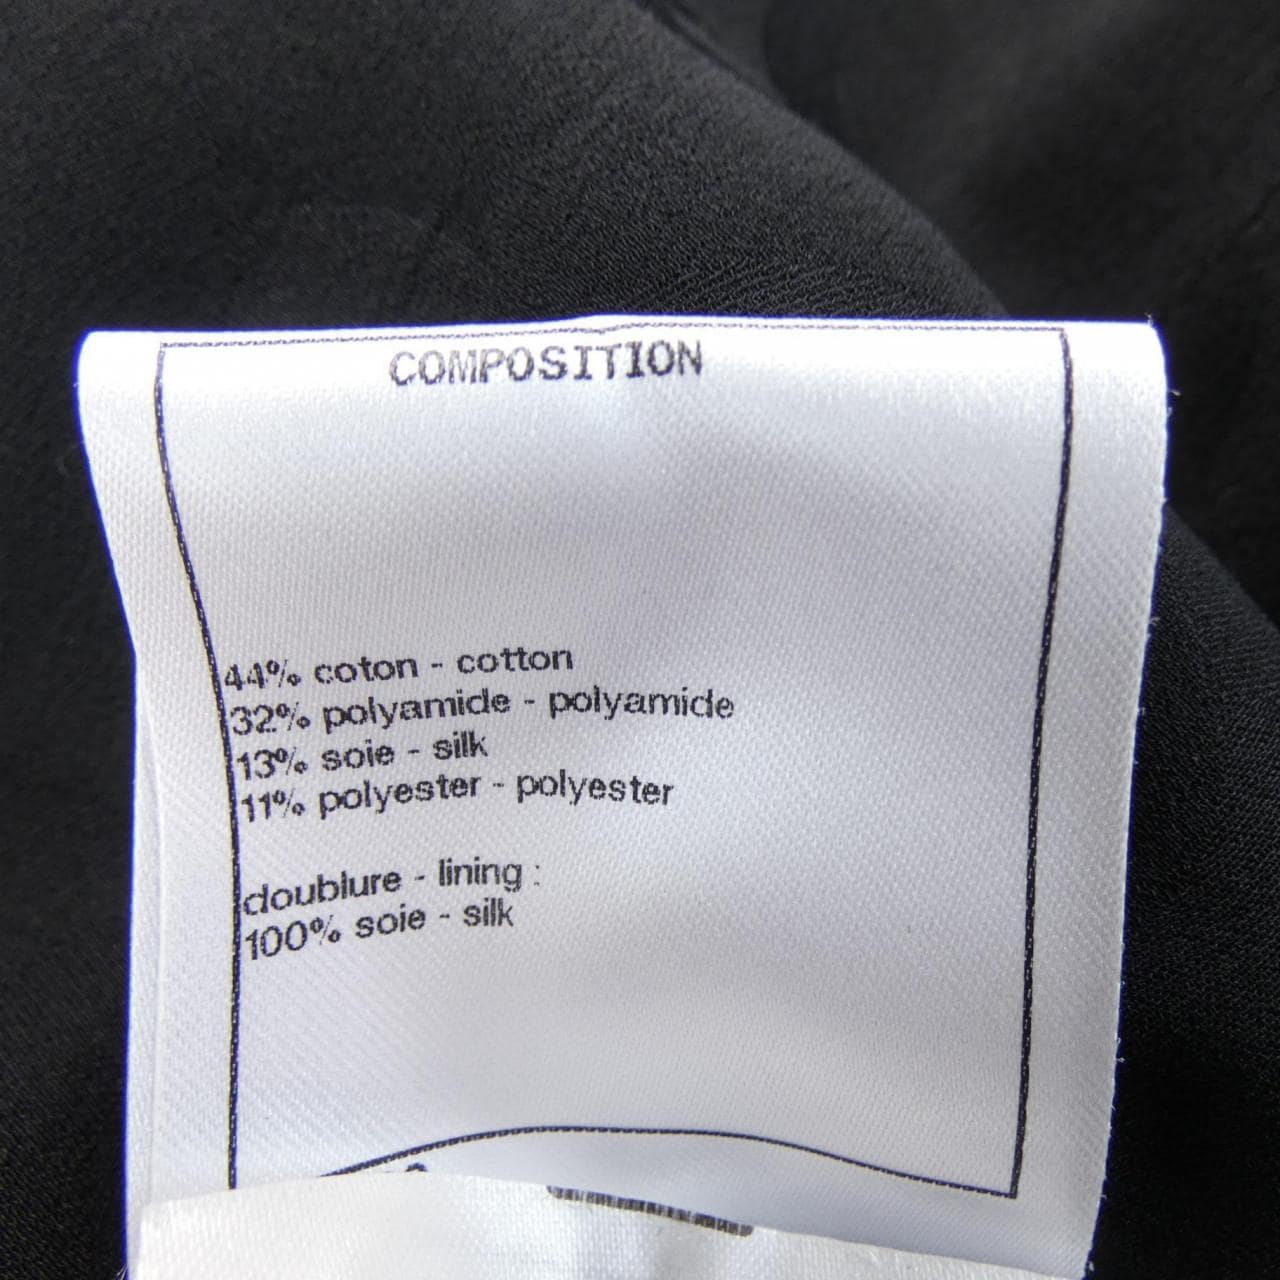 COMPOSITION
44% coton - cotton
32% polyamide - polyamide
13% soie - silk
11% polyester - polyester
doublure - lining :
100% soie - silk